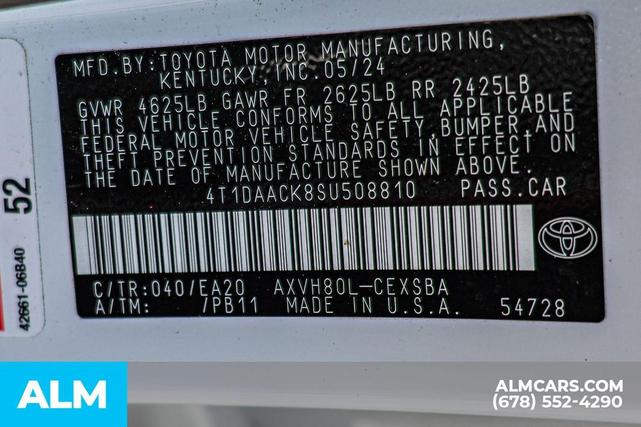 MFD.BY:TOYOTA MOTOR MANUFACTURING,
KENTUCKY,INC.05/24
GVWR 4625LB GAWR FR 2625LB RR 2425LB
THIS VEHICLE CONFORMS TO ALL APPLICABLE
FEDERAL MOTOR VEHICLE SAFETY,BUMPER,AND
THEFT PREVENTION STANDARDS IN EFFECT ON
THE DATE OF MANUFACTURE SHOWN ABOVE.
4T1DAACK8SU508810 PASS.CAR
C/TR:040/EA20 AXVH80L-CEXSBA
A/TM: /PB11 MADE IN U.S.A. 54728
52
42661-06B40
ALM
ALMCARS.COM
(678) 552-4290